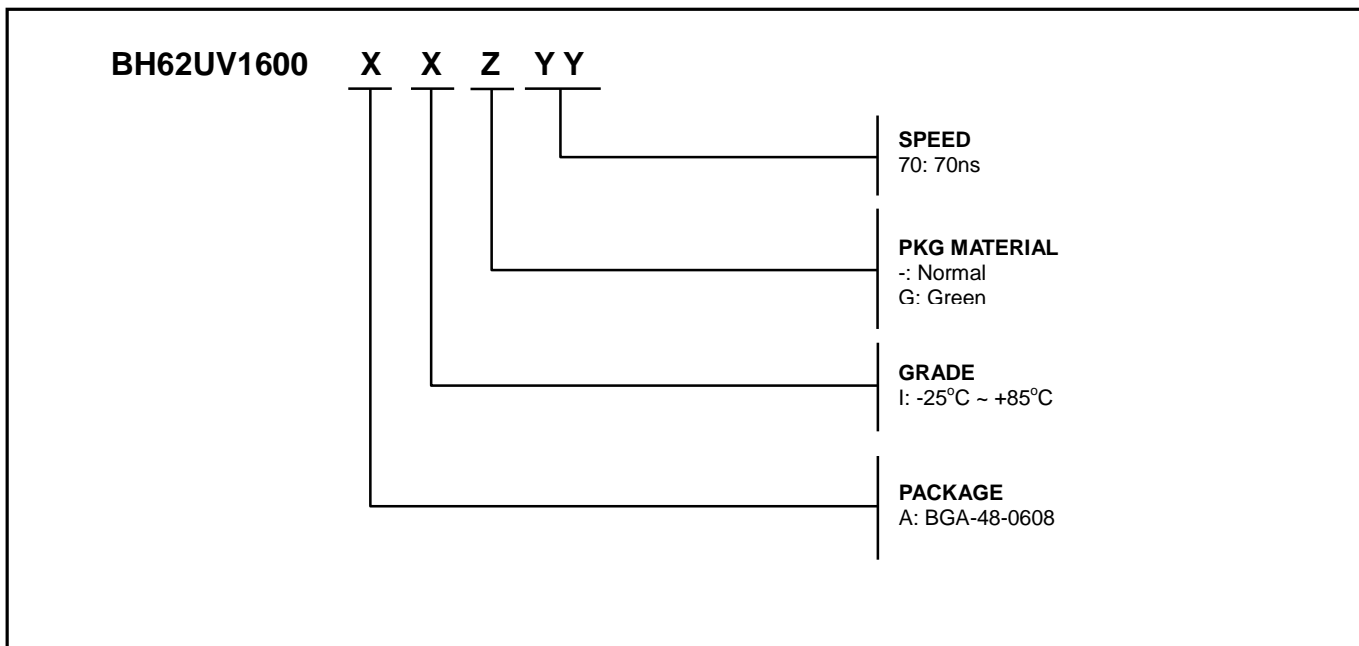 BH62UV1600 X X Z Y Y
SPEED
70: 70ns
PKG MATERIAL
-: Normal
G: Green
GRADE
I: -25°C ~ +85°C
PACKAGE
A: BGA-48-0608